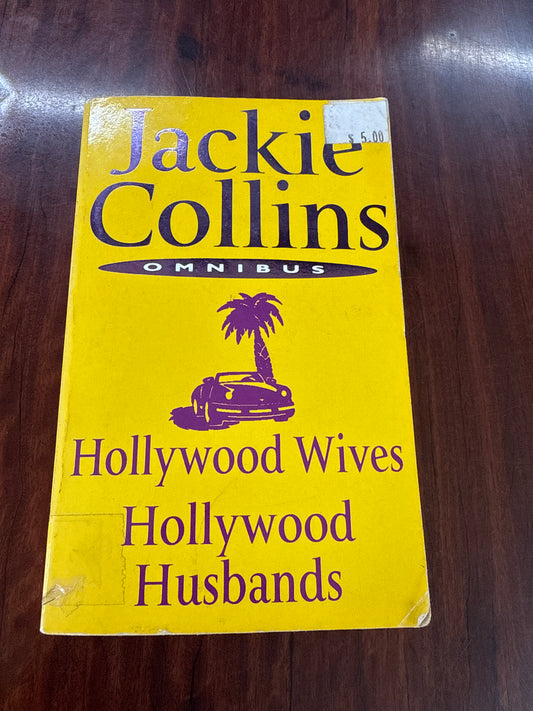 Jackie
$ 5.00
Collins
OMNIBUS
Hollywood Wives
Hollywood
Husbands